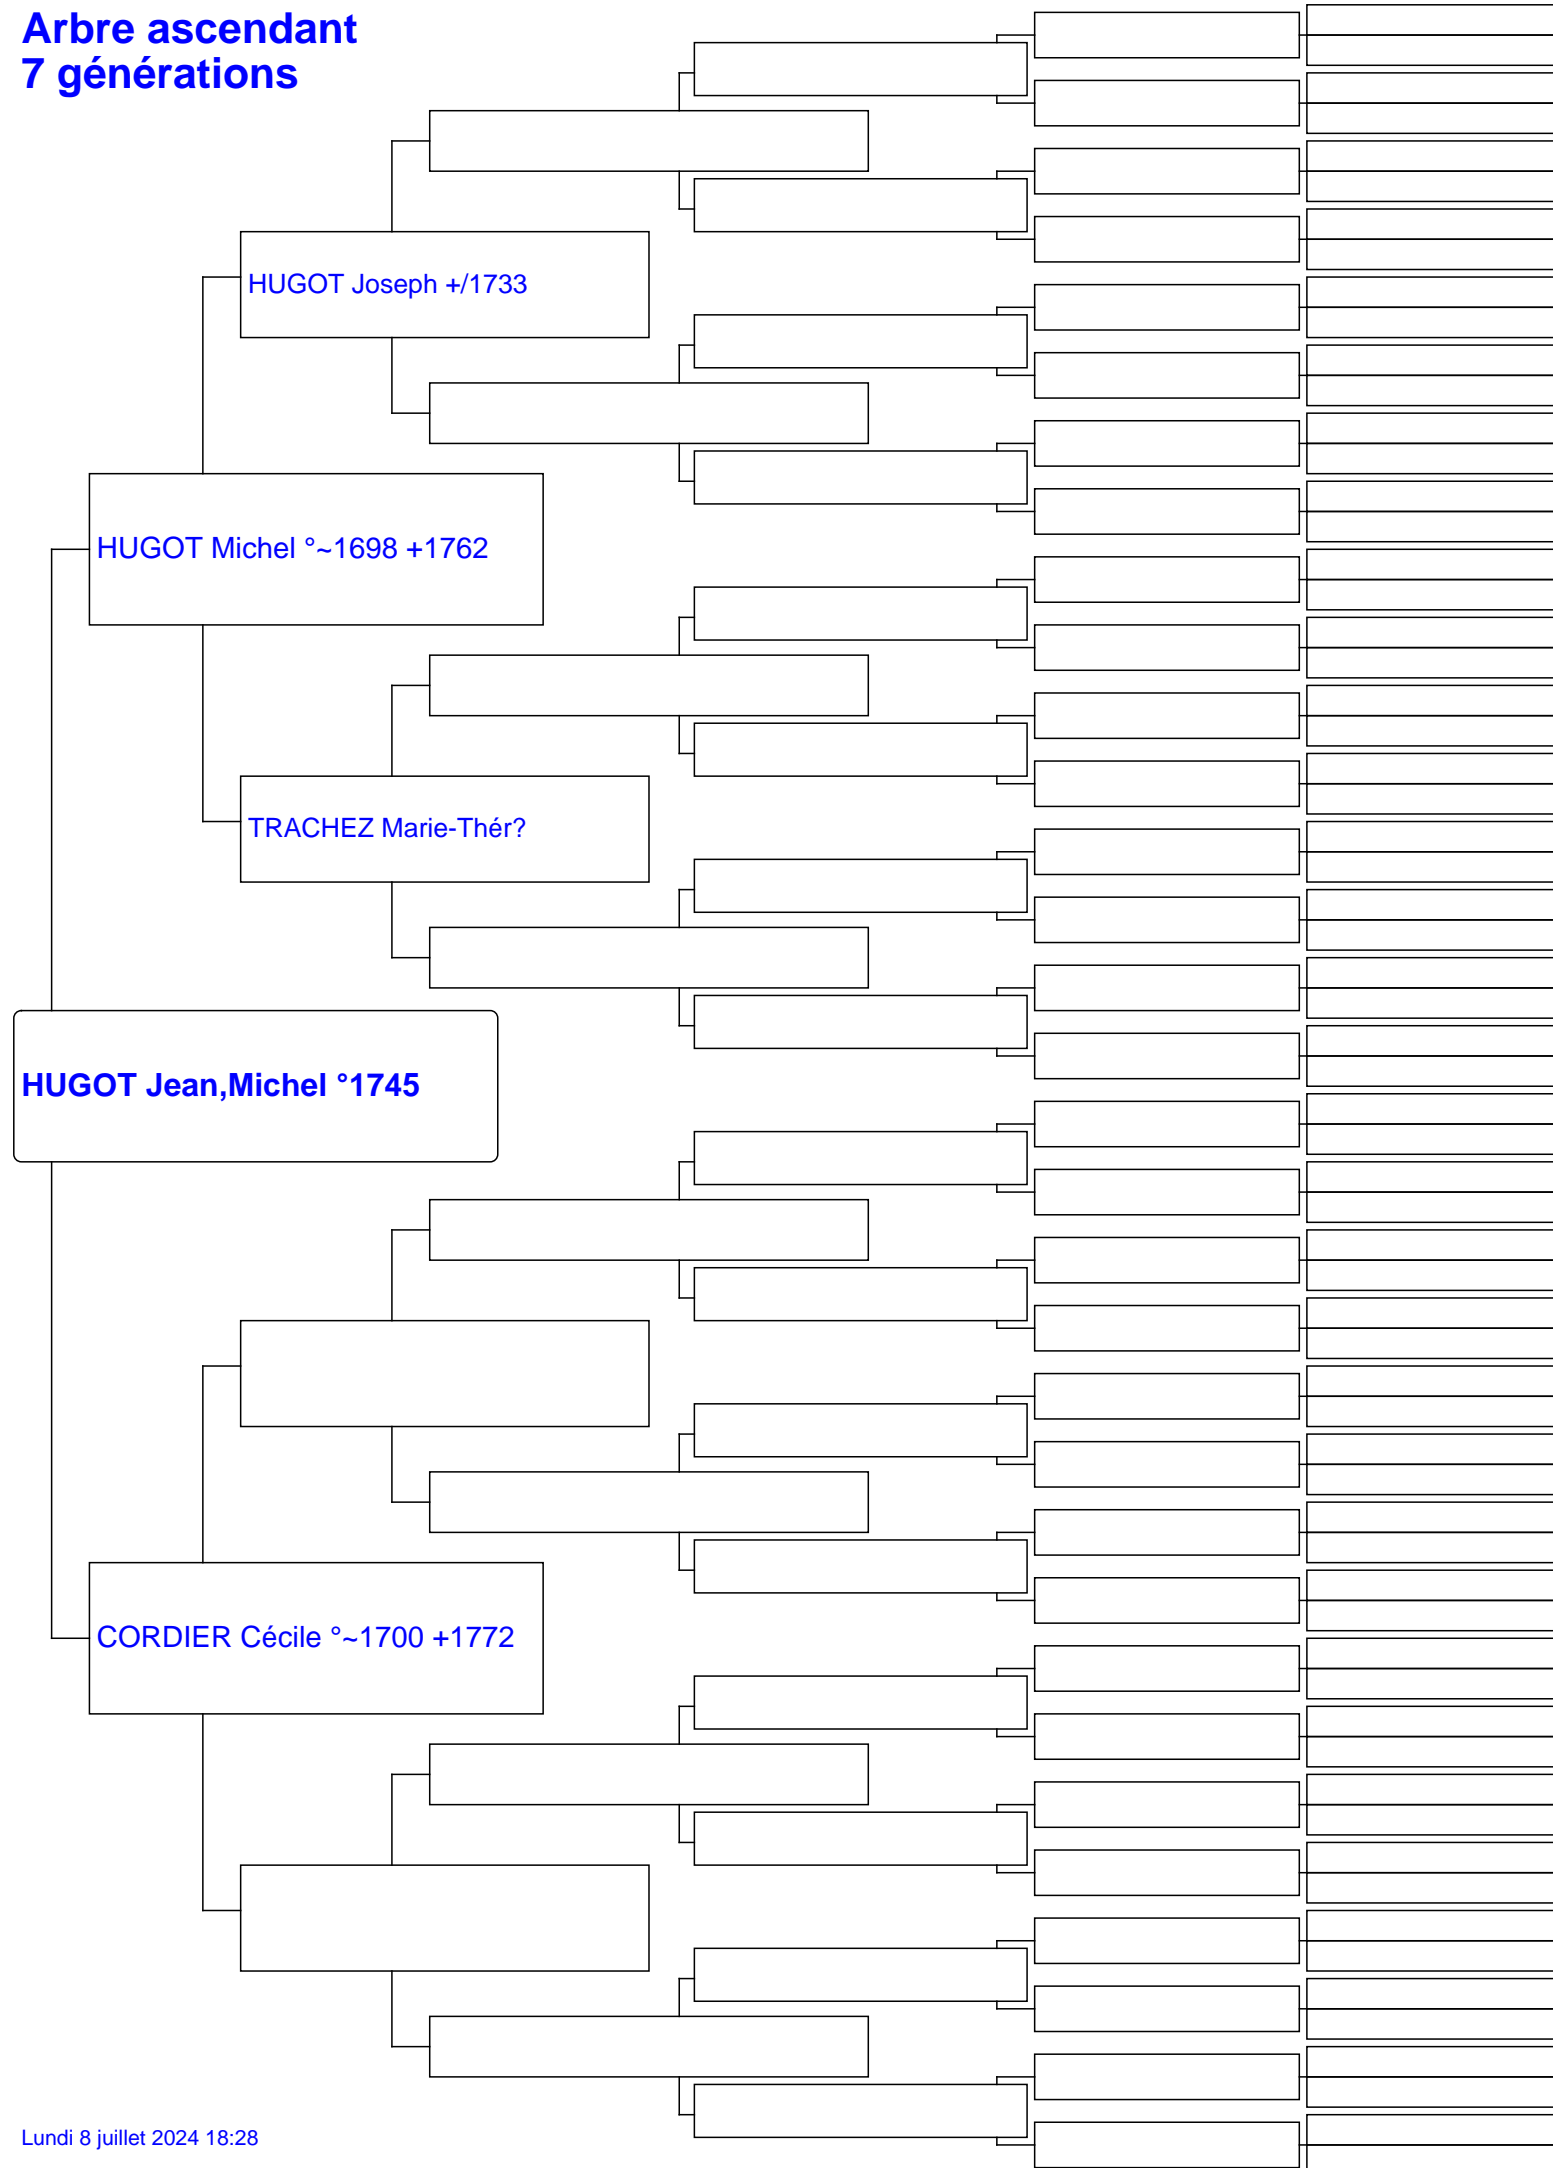 Arbre ascendant
7 générations
HUGOT Joseph +/1733
HUGOT Michel °~1698 +1762
TRACHEZ Marie-Thér?
HUGOT Jean,Michel °1745
CORDIER Cécile °~1700 +1772
Lundi 8 juillet 2024 18:28